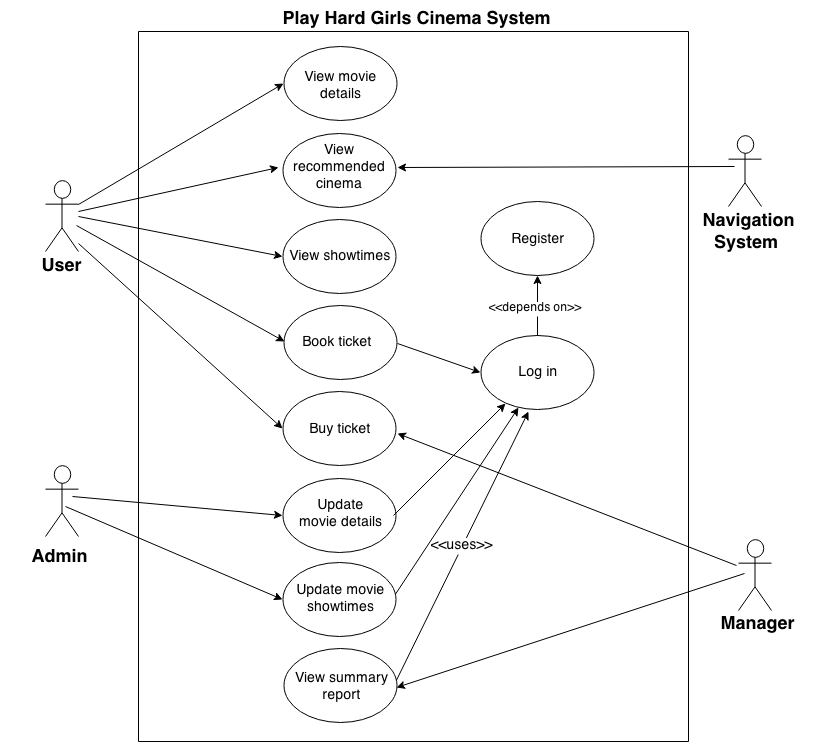 Play Hard Girls Cinema System
View movie
details
View
recommended
cinema
Navigation
System
User
View showtimes
Register
<<depends on>>
Book ticket
Log in
Buy ticket
Admin
Update
movie details
<<uses>>
Update movie
showtimes
Manager
View summary
report